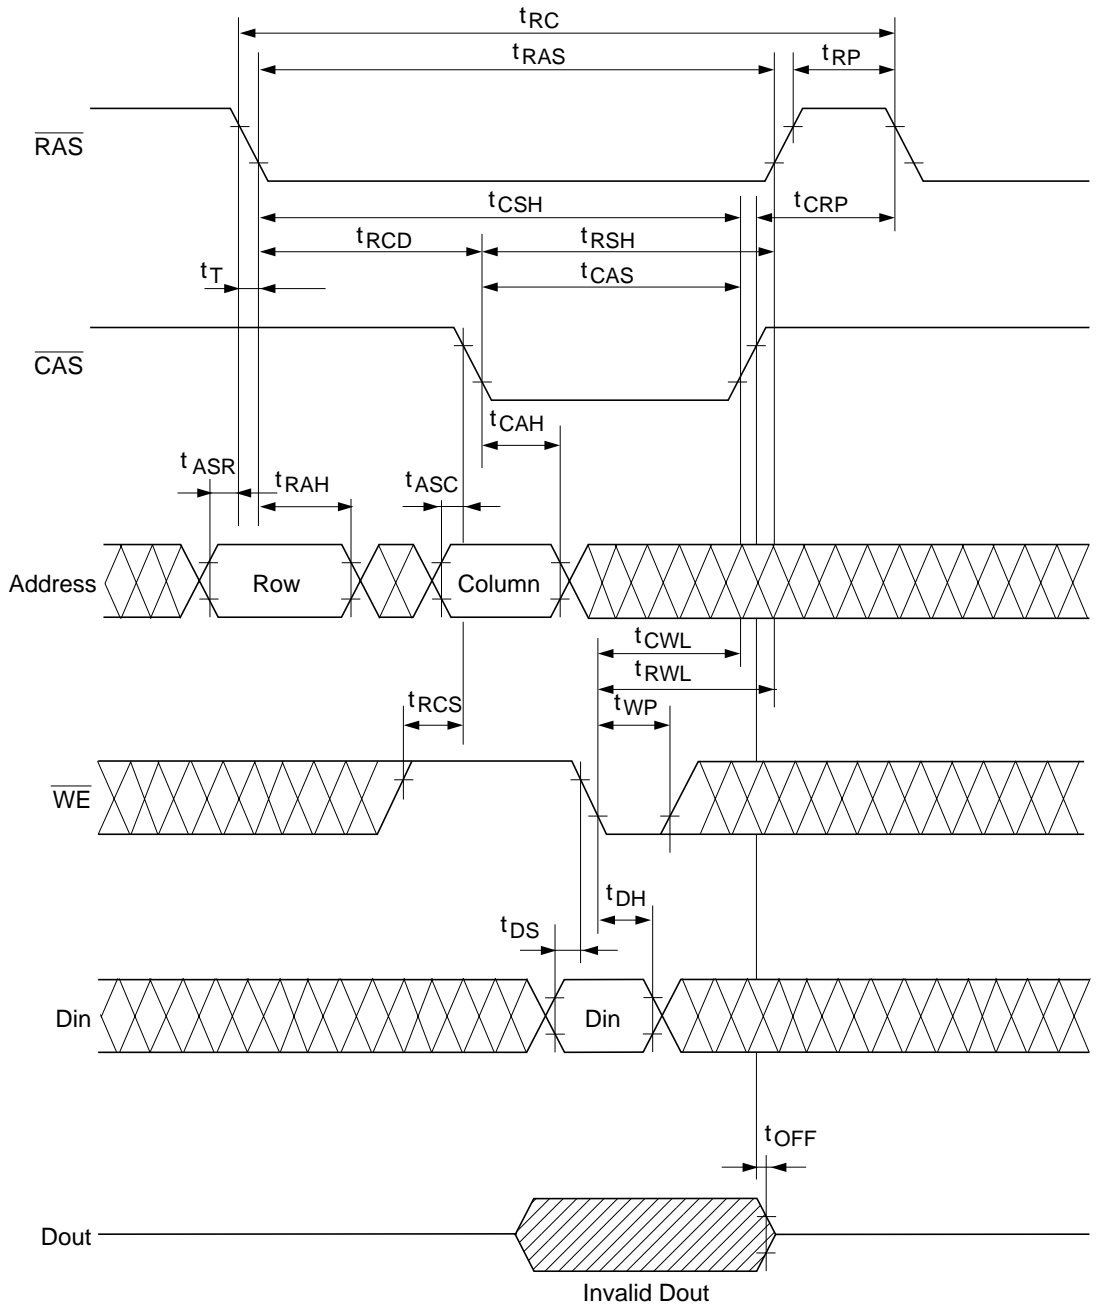 tRC
tRAS
tRP
RAS
tCSH
tCRP
tRCD
tRSH
tT
tCAS
CAS
tCAH
tASR
tRAH
tASC
Address
Row
Column
tCWL
tRWL
tRCS
tWP
WE
tDH
tDS
Din
Din
tOFF
Dout
Invalid Dout